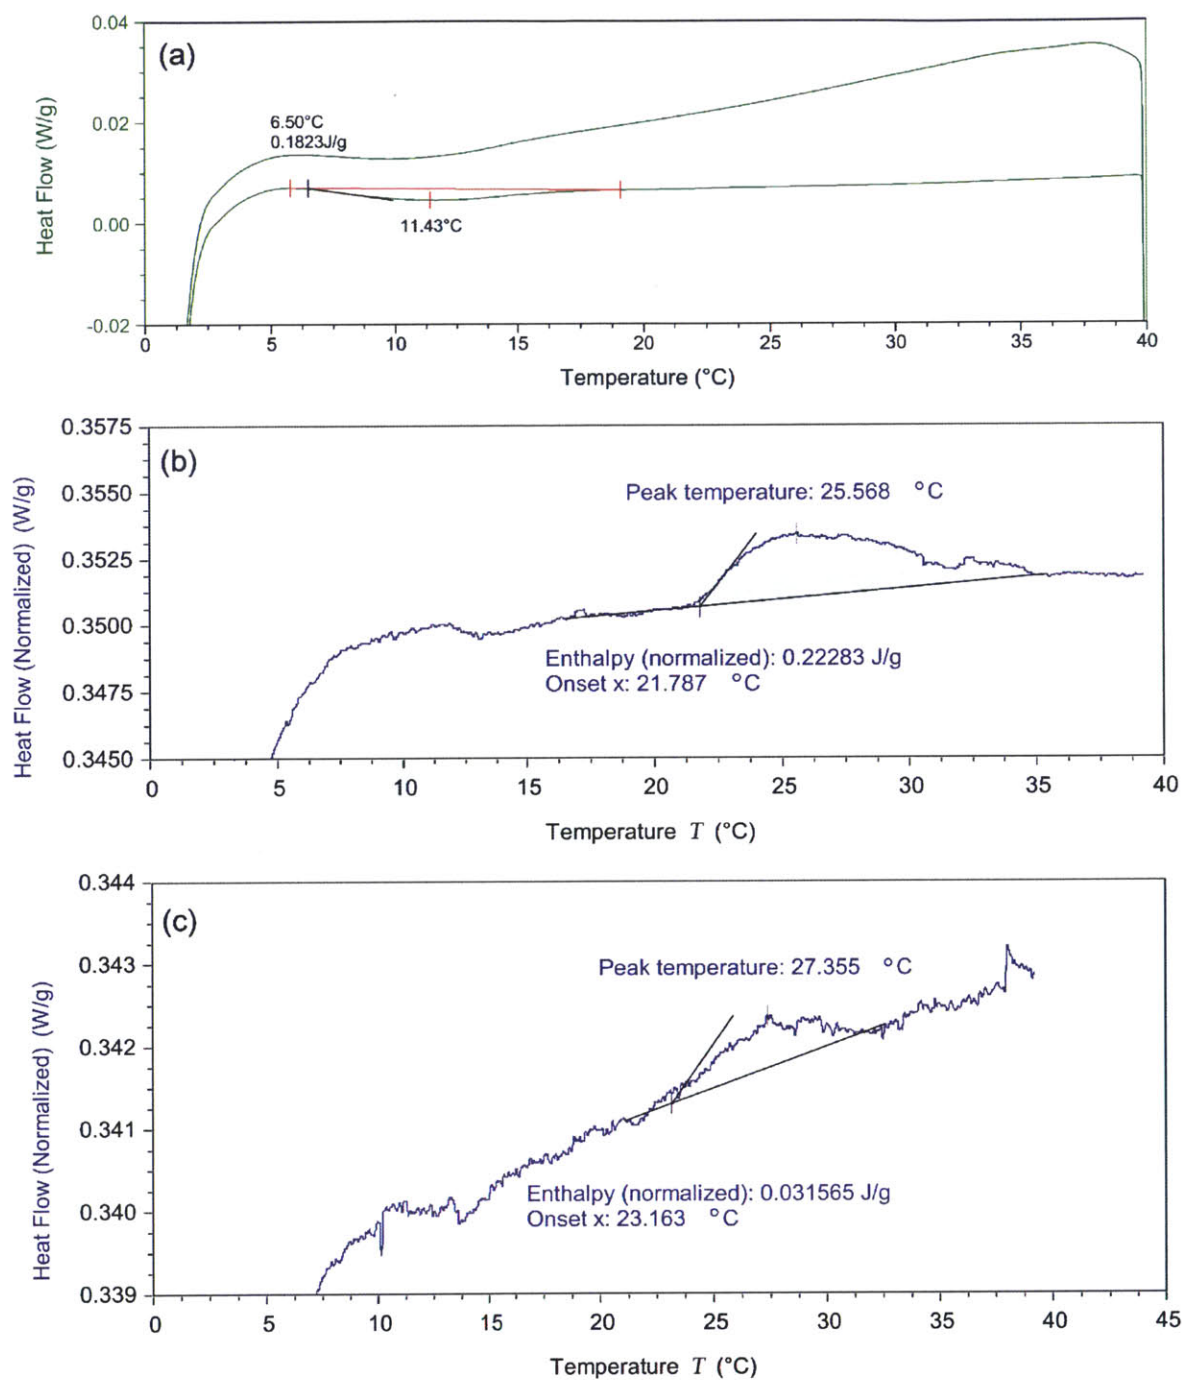 (a)
Heat Flow (W/g)
0.04
0.02
0.00
-0.02
6.50°C
0.1823J/g
11.43°C
0 5 10 15 20 25 30 35 40
Temperature (°C)
(b)
Heat Flow (Normalized) (W/g)
0.3575
0.3550
0.3525
0.3500
0.3475
0.3450
Peak temperature: 25.568 °C
Enthalpy (normalized): 0.22283 J/g
Onset x: 21.787 °C
0 5 10 15 20 25 30 35 40
Temperature T (°C)
(c)
Heat Flow (Normalized) (W/g)
0.344
0.343
0.342
0.341
0.340
0.339
Peak temperature: 27.355 °C
Enthalpy (normalized): 0.031565 J/g
Onset x: 23.163 °C
0 5 10 15 20 25 30 35 40 45
Temperature T (°C)